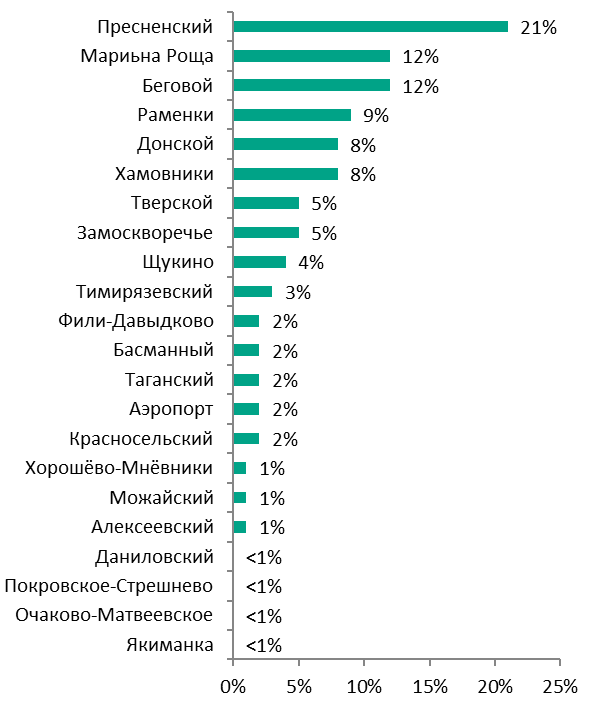 Пресненский 21%
Мариьна Роща 12%
Беговой 12%
Раменки 9%
Донской 8%
Хамовники 8%
Тверской 5%
Замоскворечье 5%
Щукино 4%
Тимирязевский 3%
Фили-Давыдково 2%
Басманный 2%
Таганский 2%
Аэропорт 2%
Красносельский 2%
Хорошёво-Мнёвники 1%
Можайский 1%
Алексеевский 1%
Даниловский <1%
Покровское-Стрешнево <1%
Очаково-Матвеевское <1%
Якиманка <1%
0% 5% 10% 15% 20% 25%